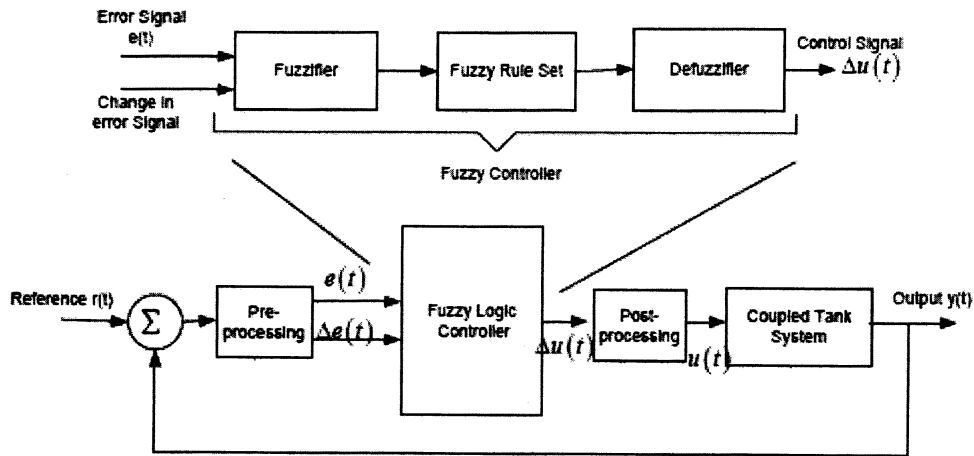 Error Signal
e(t)
Fuzzifier
Fuzzy Rule Set
Defuzzifier
Control Signal
Δu(t)
Change in
error Signal
Fuzzy Controller
Reference r(t)
Σ
Pre-
processing
e(t)
Δe(t)
Fuzzy Logic
Controller
Δu(t)
Post-
processing
u(t)
Coupled Tank
System
Output y(t)